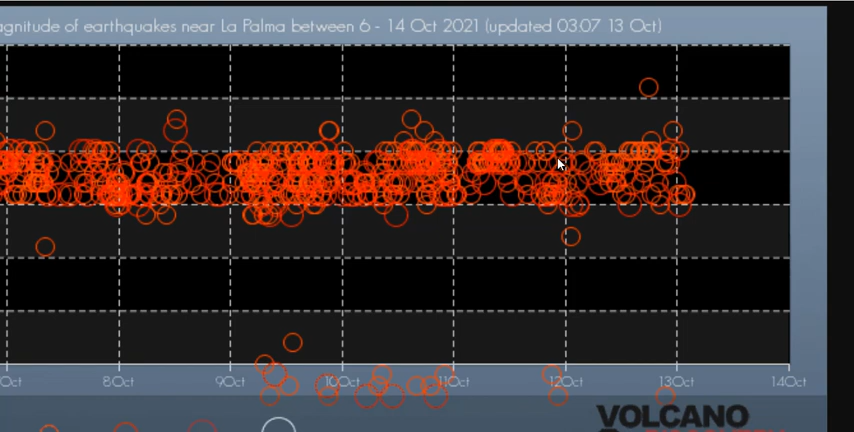 agnitude of earthquakes near La Palma between 6 - 14 Oct 2021 (updated 03:07 13 Oct)
Oct 8Oct 9Oct 10Oct 11Oct 12Oct 13Oct 14Oct
VOLCANO